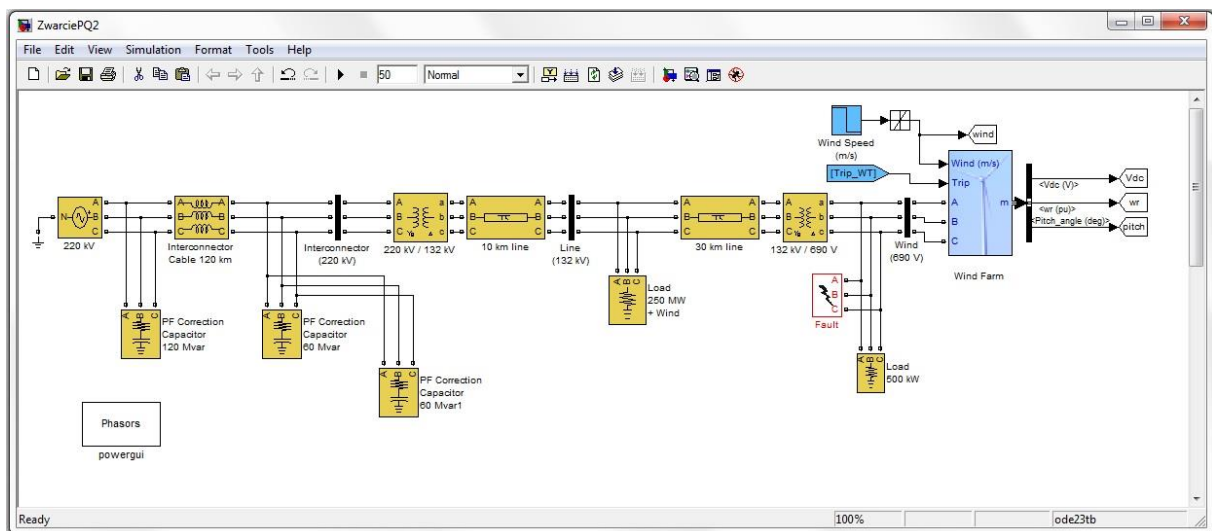 ZwarciePQ2
File Edit View Simulation Format Tools Help
50 Normal
Wind Speed
(m/s)
wind
[Trip_WT]
Wind (m/s)
Trip
A
B
C
m
Wind Farm
<Vdc (V)>
<wr (pu)>
<Pitch_angle (deg)>
Vdc
wr
pitch
N
A
B
C
220 kV
A A
B B
C C
Interconnector
Cable 120 km
Interconnector
(220 kV)
A a
B b
C c
220 kV / 132 kV
A A
B B
C C
10 km line
Line
(132 kV)
A A
B B
C C
30 km line
A a
B b
C c
132 kV / 690 V
Wind
(690 V)
A B C
PF Correction
Capacitor
120 Mvar
A B C
PF Correction
Capacitor
60 Mvar
A B C
PF Correction
Capacitor
60 Mvar1
A B C
Load
250 MW
+ Wind
A
B
C
Fault
A B C
Load
500 kW
Phasors
powergui
Ready 100% ode23tb